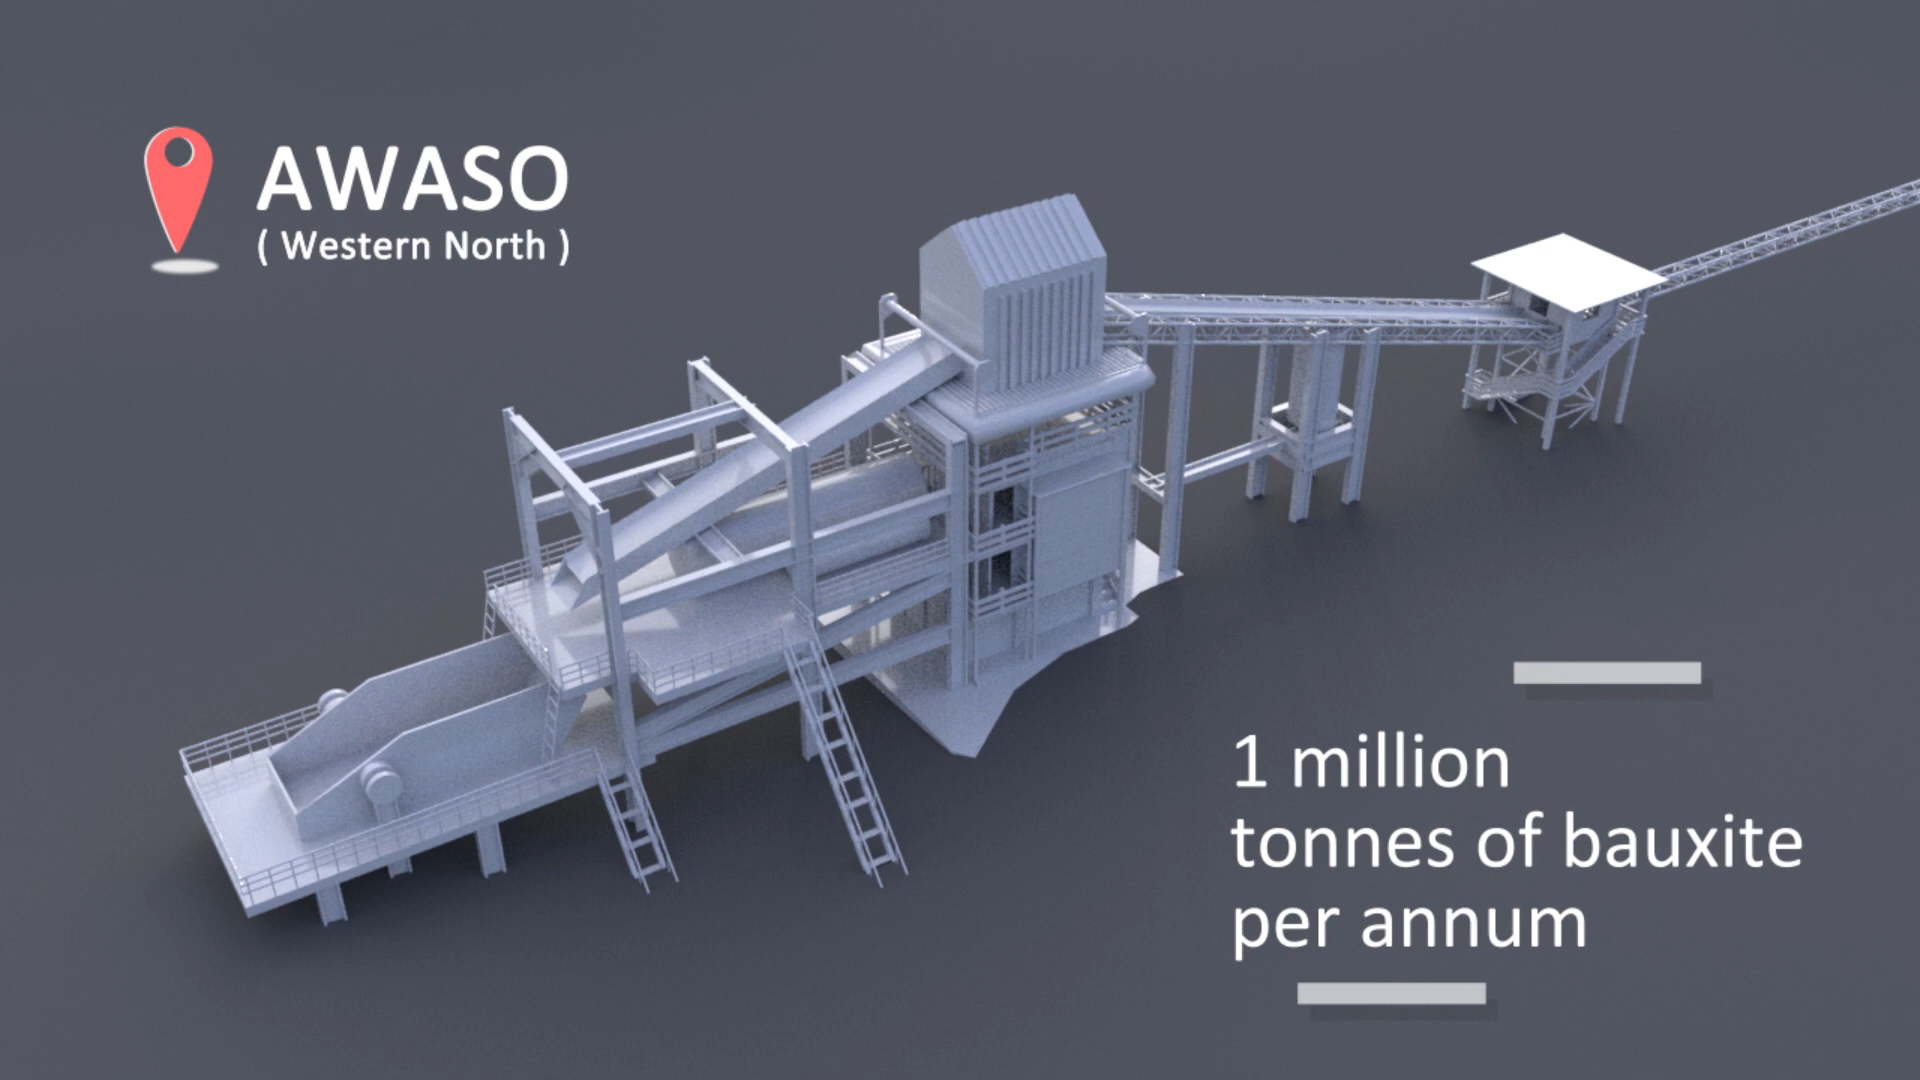 AWASO
( Western North )
1 million
tonnes of bauxite
per annum